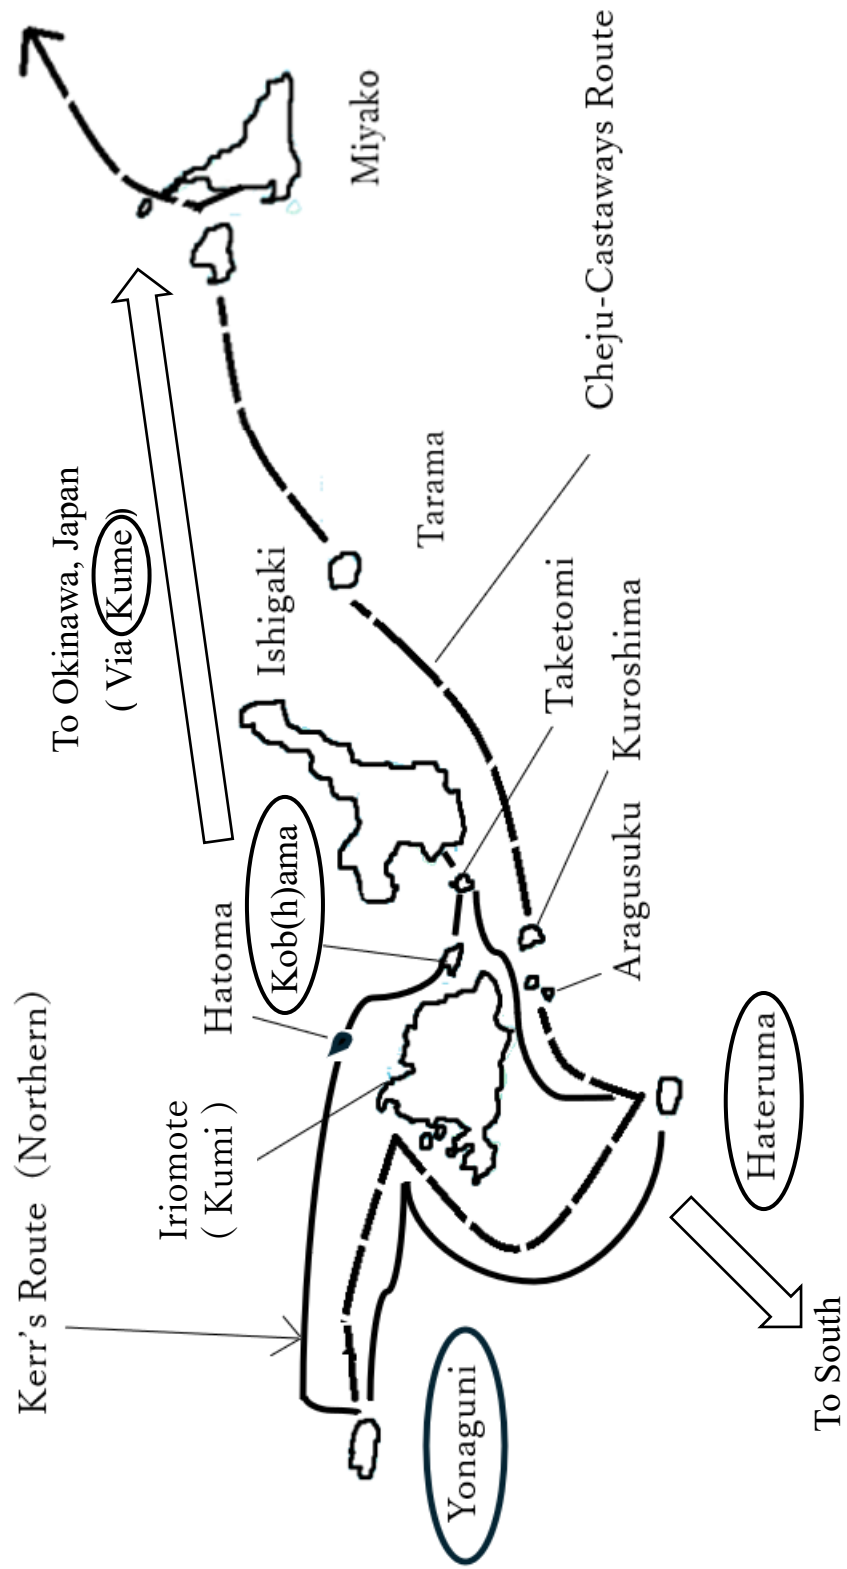 Kerr's Route (Northern)
To Okinawa, Japan
( Via Kume )
Iriomote
( Kumi )
Hatoma
Kob(h)ama
Ishigaki
Miyako
Tarama
Yonaguni
Taketomi
Cheju-Castaways Route
Kuroshima
Aragusuku
Hateruma
To South